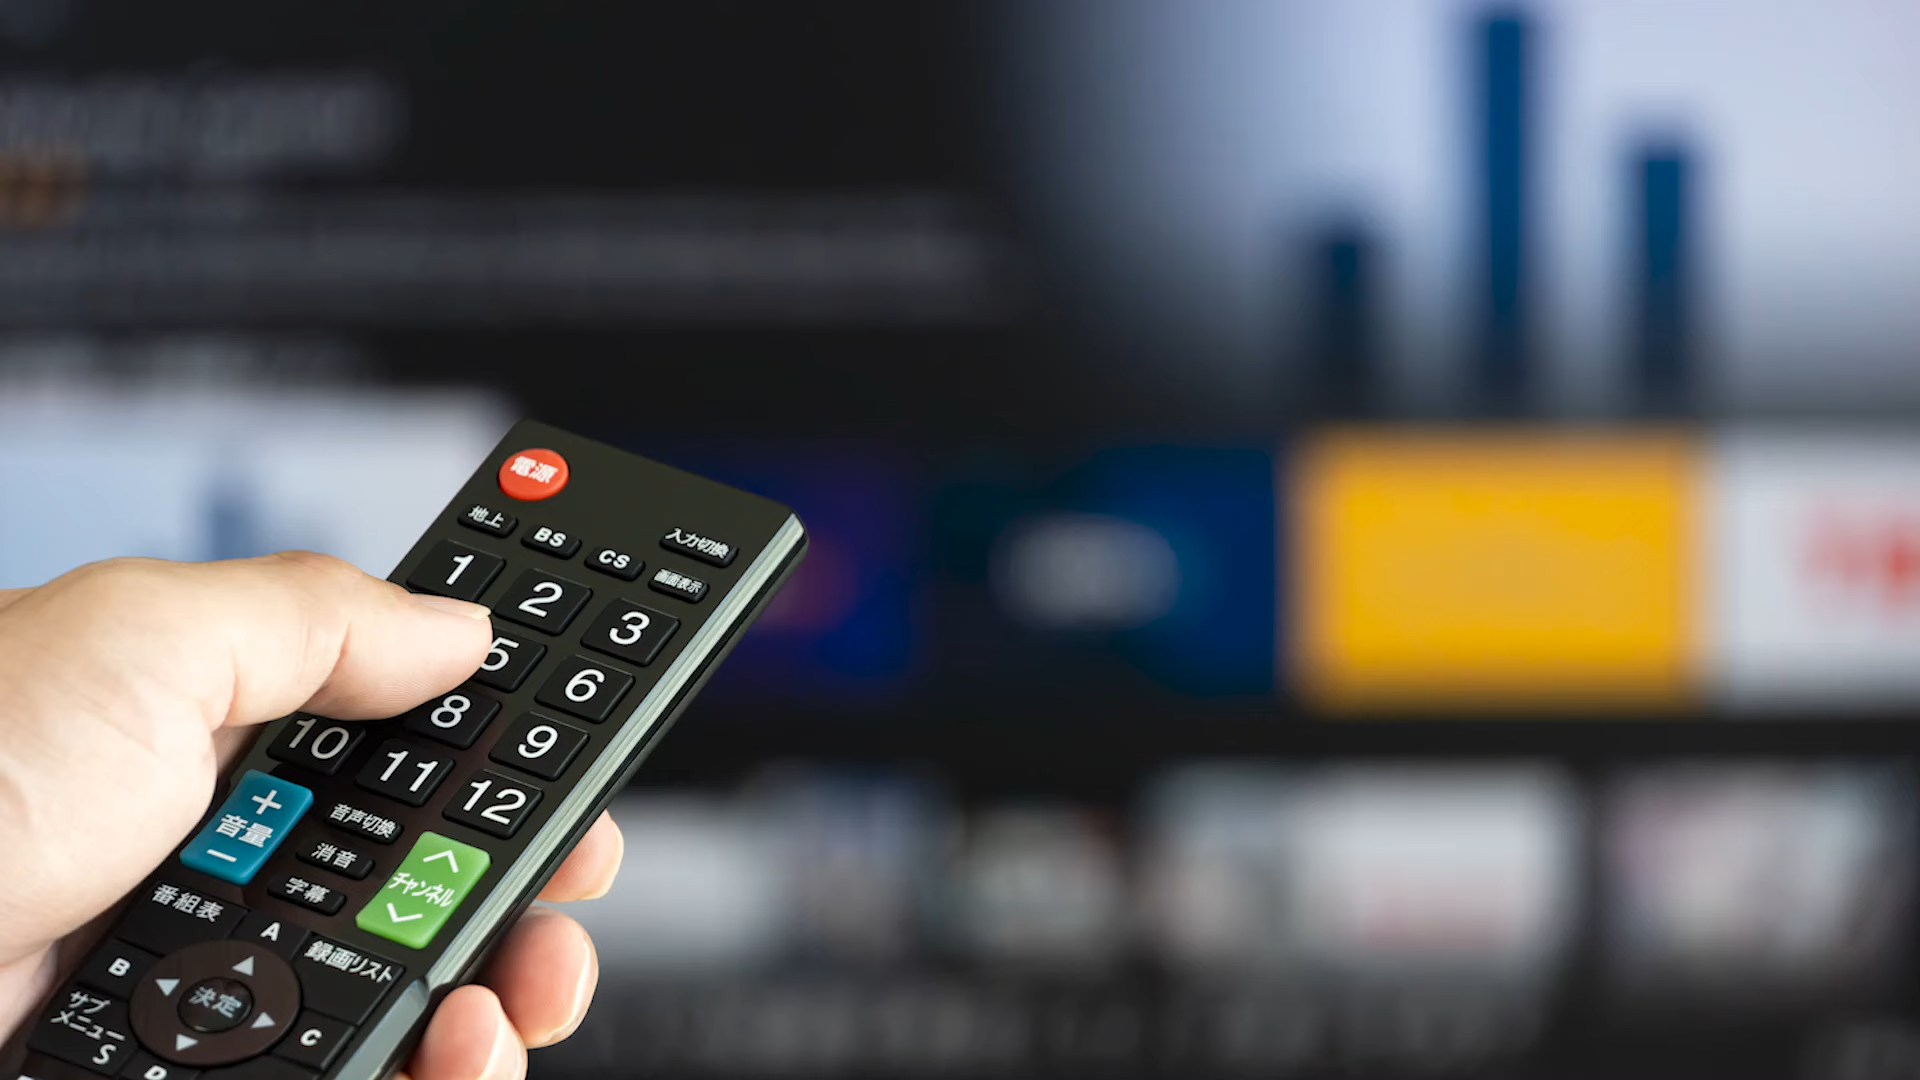 電源
地上
BS
CS
入力切換
画面表示
1
2
3
5
6
8
9
10
11
12
+
音量
−
音声切換
消音
字幕
チャンネル
番組表
A
録画リスト
B
決定
サブ
メニュー
S
C
D